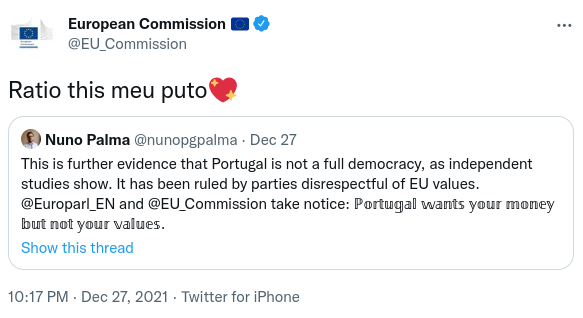 European Commission 🇪🇺
@EU_Commission
Ratio this meu puto💖
Nuno Palma @nunopgpalma · Dec 27
This is further evidence that Portugal is not a full democracy, as independent
studies show. It has been ruled by parties disrespectful of EU values.
@Europarl_EN and @EU_Commission take notice: ℙ𝕠𝕣𝕥𝕦𝕘𝕒𝕝 𝕨𝕒𝕟𝕥𝕤 𝕪𝕠𝕦𝕣 𝕞𝕠𝕟𝕖𝕪
𝕓𝕦𝕥 𝕟𝕠𝕥 𝕪𝕠𝕦𝕣 𝕧𝕒𝕝𝕦𝕖𝕤.
Show this thread
10:17 PM · Dec 27, 2021 · Twitter for iPhone